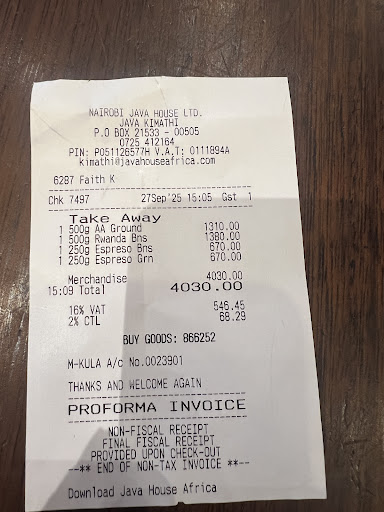 NAIROBI JAVA HOUSE LTD.
JAVA KIMATHI
P.O BOX 21533 - 00505
0725 412164
PIN: P051126577H V.A.T: 0111894A
kimathi@javahouseafrica.com
6287 Faith K
Chk 7497 27Sep'25 15:05 Gst 1
Take Away
1 500g AA Ground 1310.00
1 500g Rwanda Bns 1380.00
1 250g Espreso Bns 670.00
1 250g Espreso Grn 670.00
Merchandise 4030.00
15:09 Total 4030.00
16% VAT 546.45
2% CTL 68.29
BUY GOODS: 866252
M-KULA A/c No.0023901
THANKS AND WELCOME AGAIN
PROFORMA INVOICE
NON-FISCAL RECEIPT
FINAL FISCAL RECEIPT
PROVIDED UPON CHECK-OUT
--** END OF NON-TAX INVOICE **--
Download Java House Africa